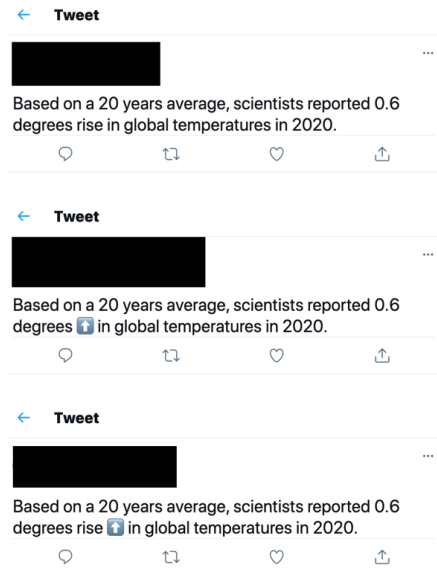 ← Tweet
...
Based on a 20 years average, scientists reported 0.6
degrees rise in global temperatures in 2020.
← Tweet
...
Based on a 20 years average, scientists reported 0.6
degrees ⬆️ in global temperatures in 2020.
← Tweet
...
Based on a 20 years average, scientists reported 0.6
degrees rise ⬆️ in global temperatures in 2020.